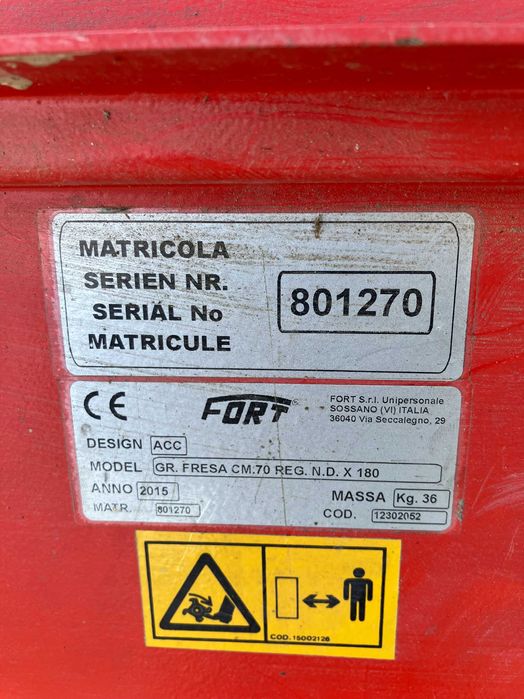 MATRICOLA
SERIEN NR.
SERIAL No
MATRICULE
801270
CE
FORT®
FORT S.r.l. Unipersonale
SOSSANO (VI) ITALIA
36040 Via Seccalegno, 29
DESIGN ACC
MODEL GR. FRESA CM.70 REG. N.D. X 180
ANNO 2015 MASSA Kg. 36
MATR. 801270 COD. 12302052
COD.15002126